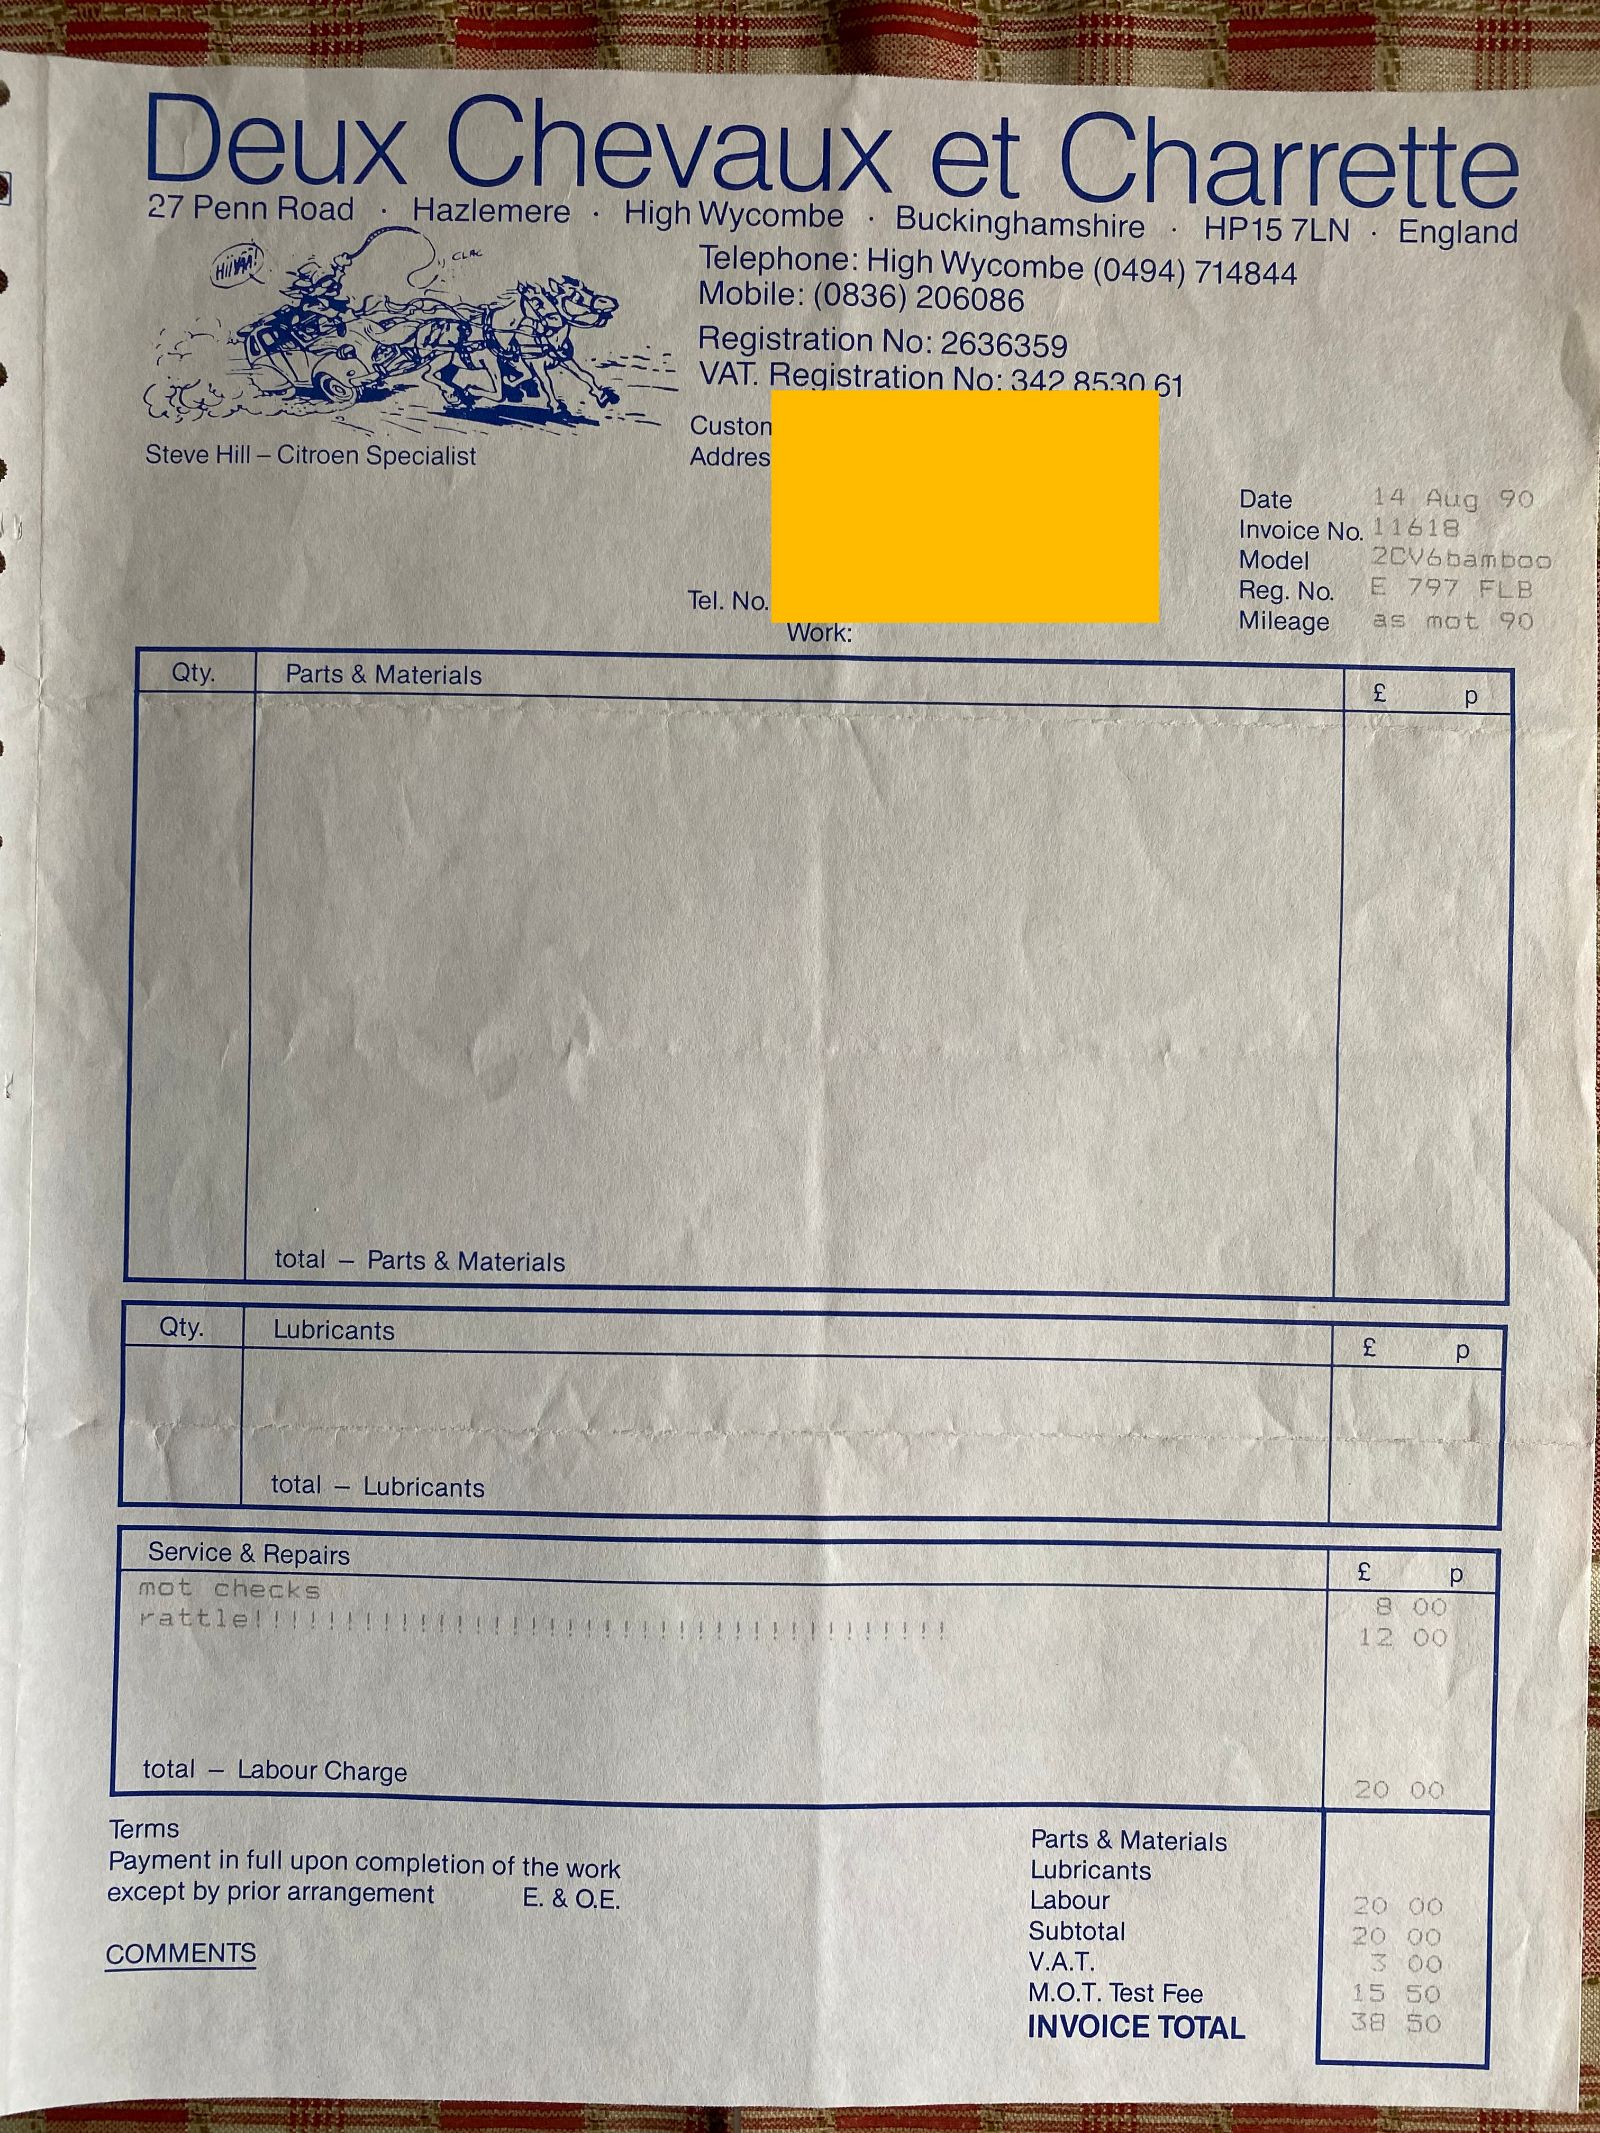 Deux Chevaux et Charrette
27 Penn Road · Hazlemere · High Wycombe · Buckinghamshire · HP15 7LN · England
HIIYAA!
CLAC
Telephone: High Wycombe (0494) 714844
Mobile: (0836) 206086
Registration No: 2636359
VAT. Registration No: 342 8530 61
Steve Hill – Citroen Specialist
Custom
Addres
Date 14 Aug 90
Invoice No. 11618
Model 2CV6bamboo
Reg. No. E 797 FLB
Mileage as mot 90
Tel. No.
Work:
Qty. Parts & Materials £ p
total – Parts & Materials
Qty. Lubricants £ p
total – Lubricants
Service & Repairs £ p
mot checks 8 00
rattle!!!!!!!!!!!!!!!!!!!!!!!!!!!!!!!!!!!!!! 12 00
total – Labour Charge 20 00
Terms
Payment in full upon completion of the work
except by prior arrangement E. & O.E.
COMMENTS
Parts & Materials
Lubricants
Labour 20 00
Subtotal 20 00
V.A.T. 3 00
M.O.T. Test Fee 15 50
INVOICE TOTAL 38 50